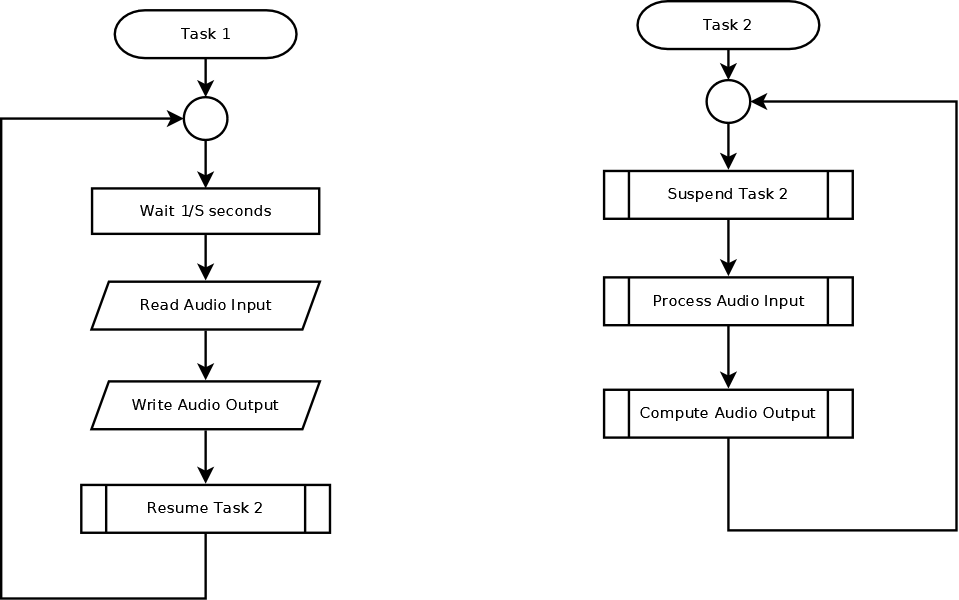 Task 1
Wait 1/S seconds
Read Audio Input
Write Audio Output
Resume Task 2
Task 2
Suspend Task 2
Process Audio Input
Compute Audio Output